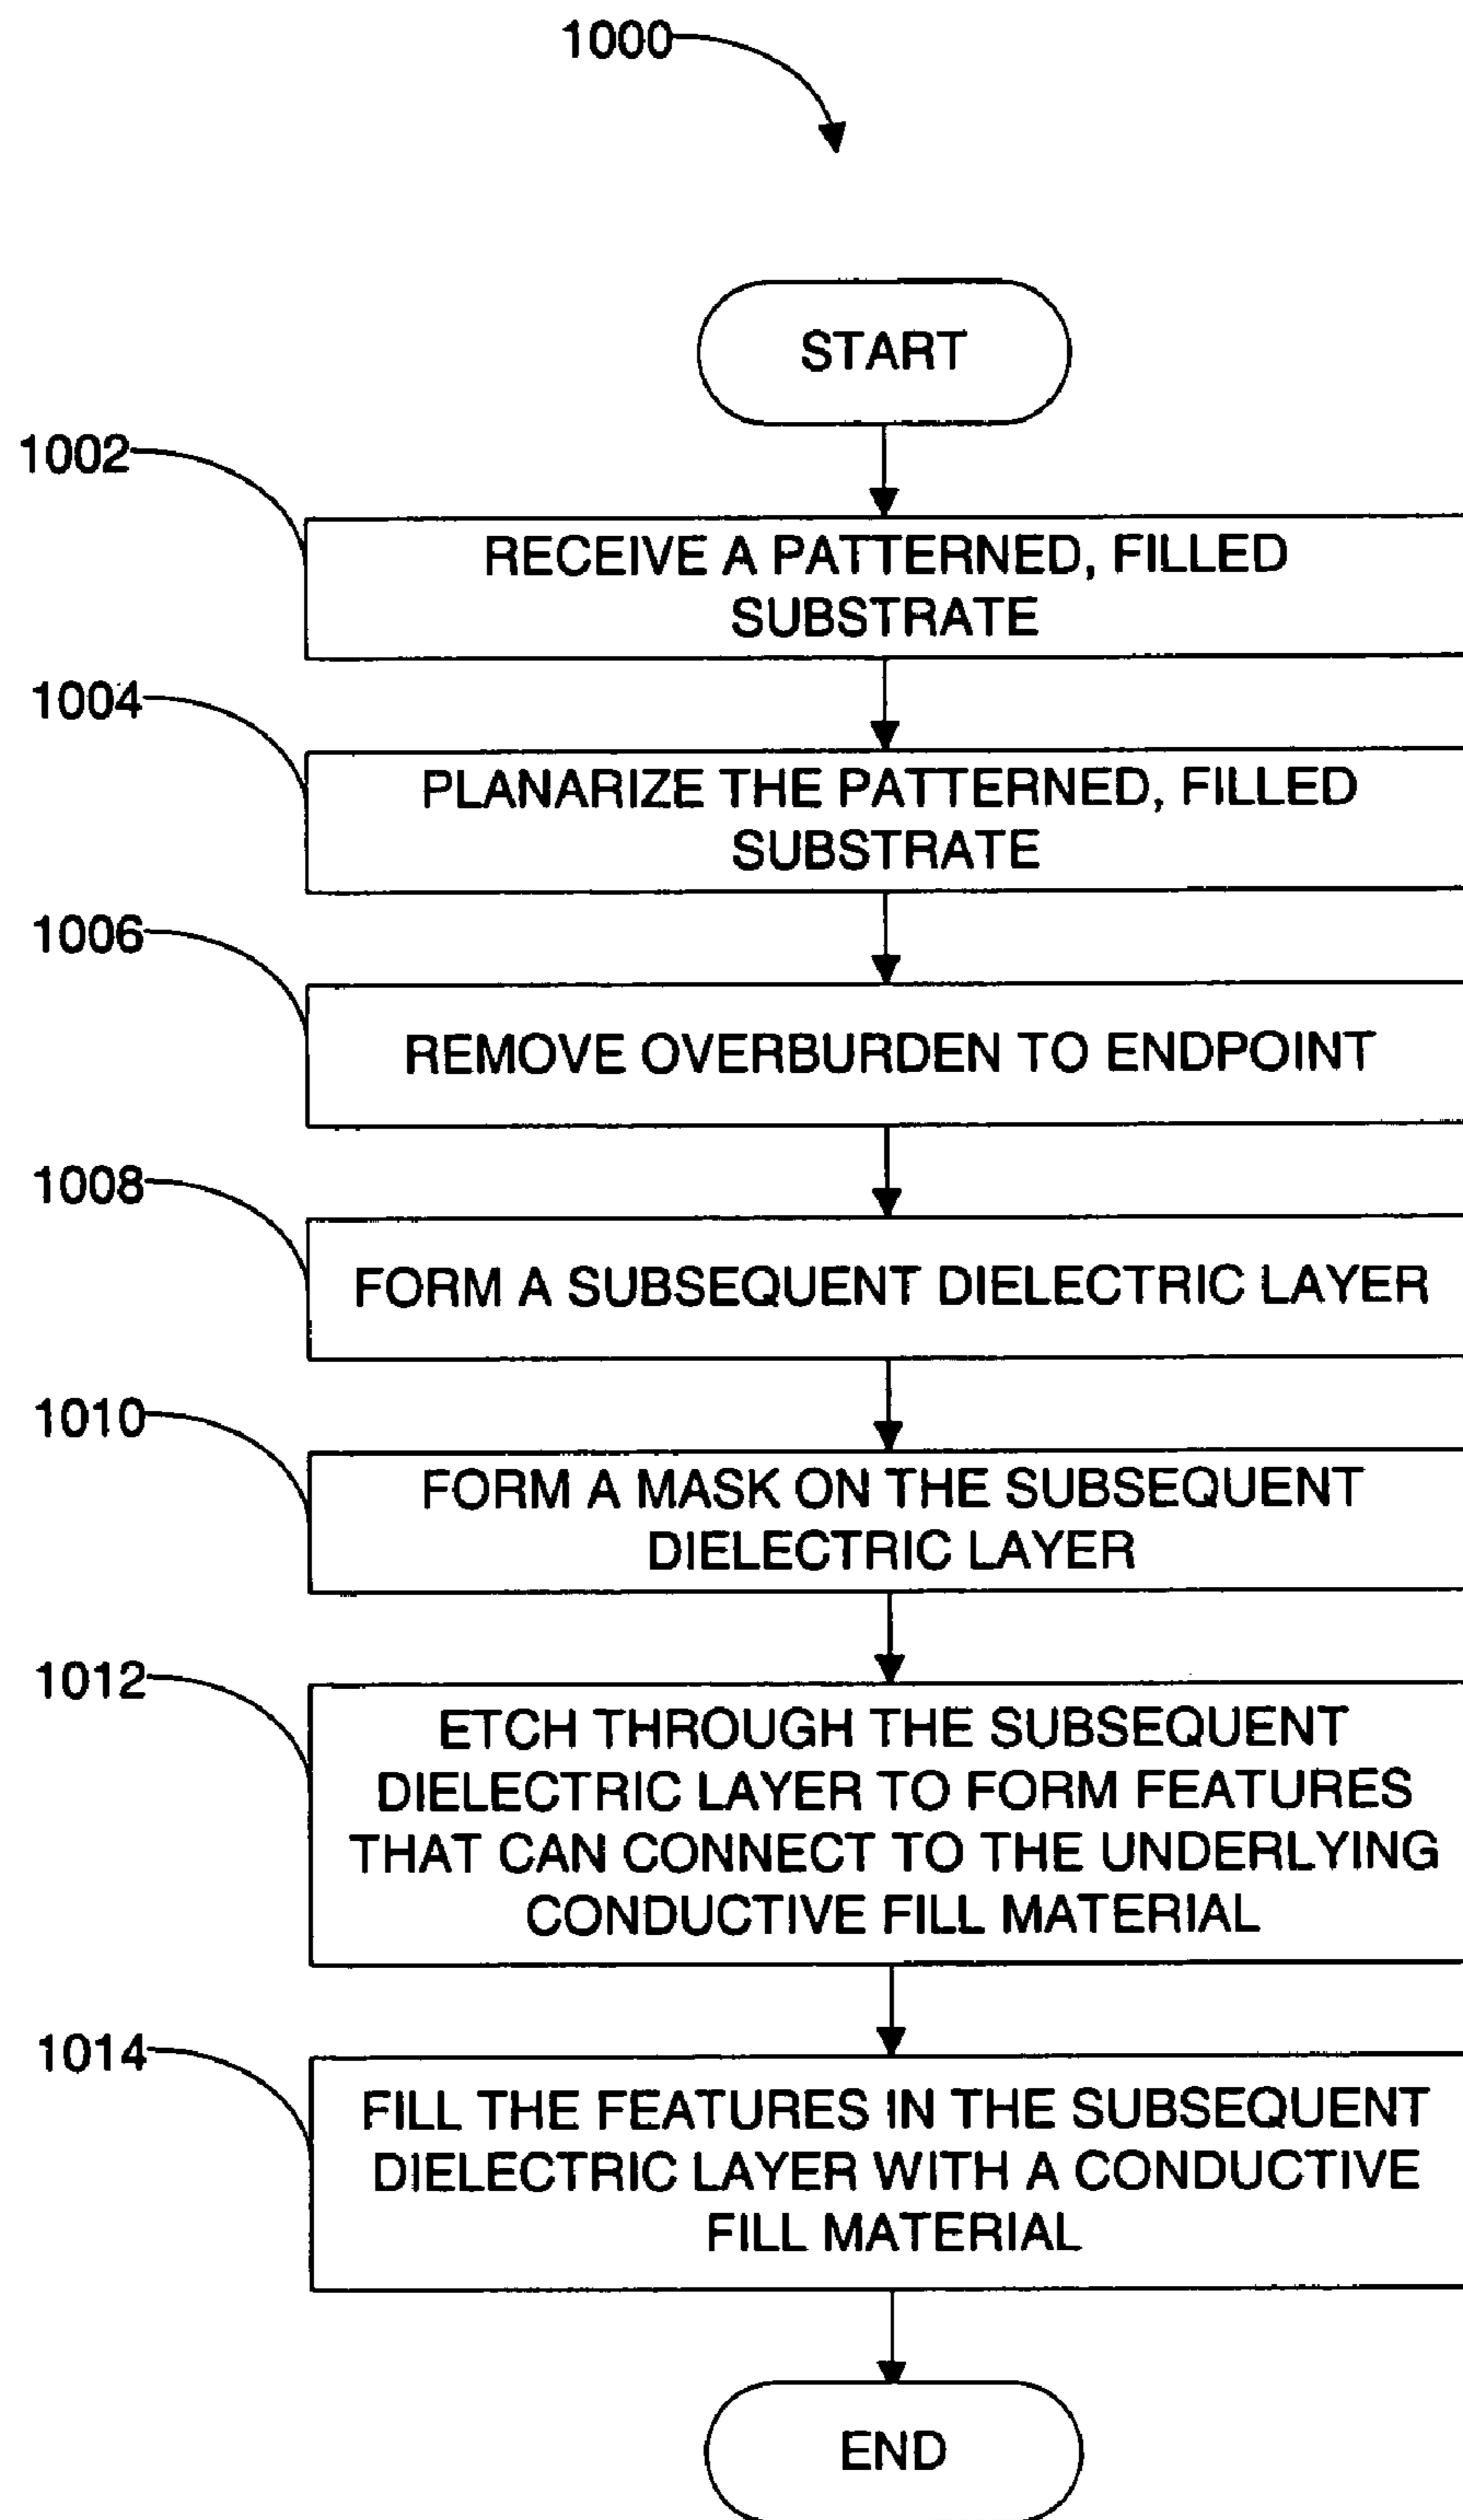 1000
START
1002
RECEIVE A PATTERNED, FILLED
SUBSTRATE
1004
PLANARIZE THE PATTERNED, FILLED
SUBSTRATE
1006
REMOVE OVERBURDEN TO ENDPOINT
1008
FORM A SUBSEQUENT DIELECTRIC LAYER
1010
FORM A MASK ON THE SUBSEQUENT
DIELECTRIC LAYER
1012
ETCH THROUGH THE SUBSEQUENT
DIELECTRIC LAYER TO FORM FEATURES
THAT CAN CONNECT TO THE UNDERLYING
CONDUCTIVE FILL MATERIAL
1014
FILL THE FEATURES IN THE SUBSEQUENT
DIELECTRIC LAYER WITH A CONDUCTIVE
FILL MATERIAL
END